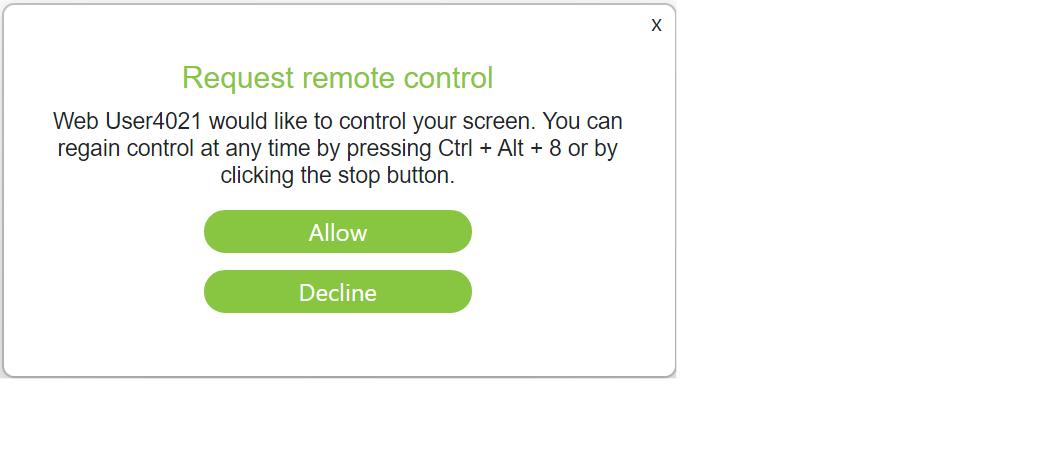 X
Request remote control
Web User4021 would like to control your screen. You can
regain control at any time by pressing Ctrl + Alt + 8 or by
clicking the stop button.
Allow
Decline